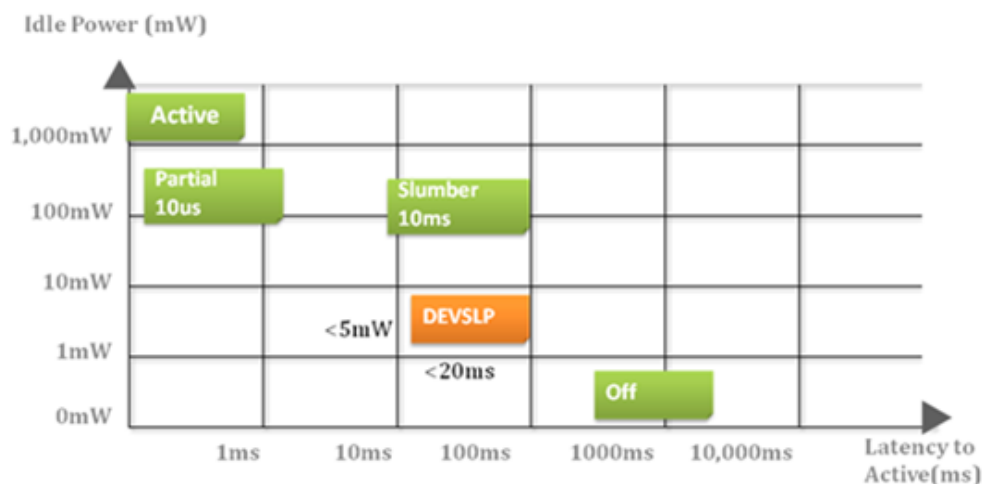 Idle Power (mW)
Active
1,000mW
Partial
10us
Slumber
10ms
100mW
10mW
DEVSLP
<5mW
1mW
<20ms
Off
0mW
1ms
10ms
100ms
1000ms
10,000ms
Latency to
Active(ms)